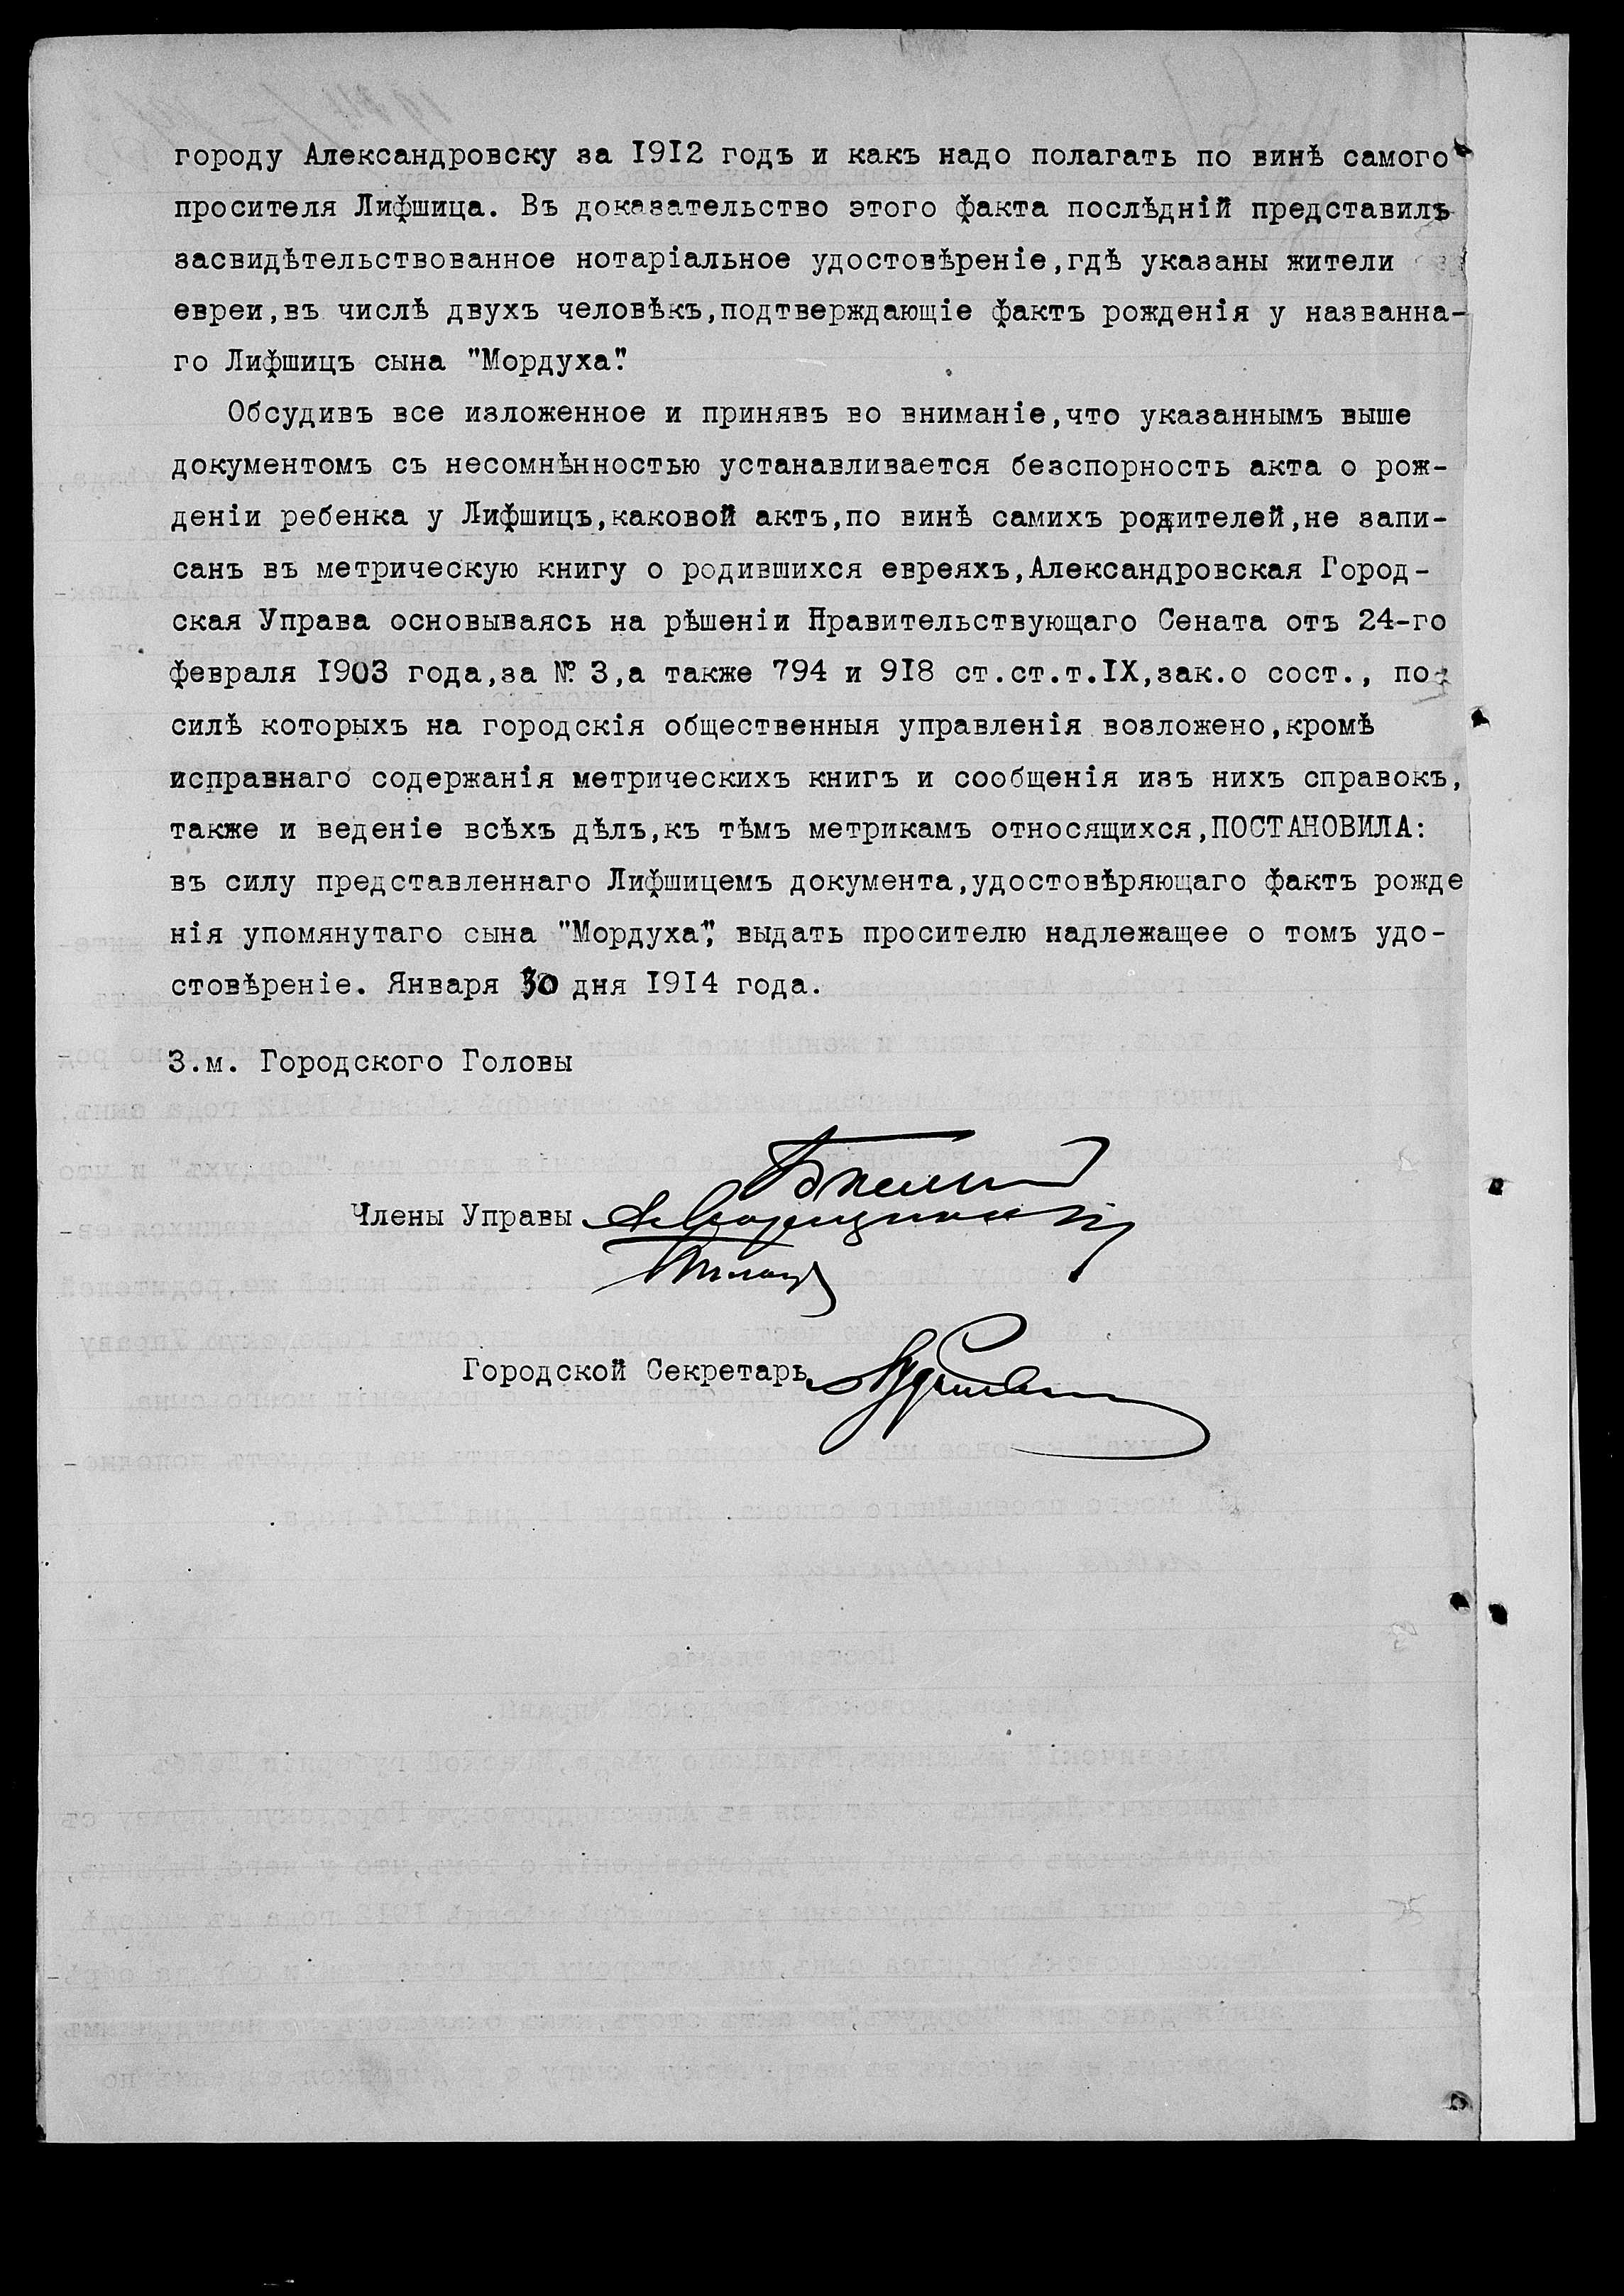 городу Александровску за 1912 годъ и какъ надо полагать по винѣ самого
просителя Лифшица. Въ доказательство этого факта послѣдній представилъ
засвидѣтельствованное нотаріальное удостовѣреніе,гдѣ указаны жители
евреи,въ числѣ двухъ человѣкъ,подтверждающіе фактъ рожденія у названна-
го Лифшицъ сына "Мордуха".
Обсудивъ все изложенное и принявъ во вниманіе,что указаннымъ выше
документомъ съ несомнѣнностью устанавливается безспорность акта о рож-
деніи ребенка у Лифшицъ,каковой актъ,по винѣ самихъ родителей,не запи-
санъ въ метрическую книгу о родившихся евреяхъ,Александровская Город-
ская Управа основываясь на рѣшеніи Правительствующаго Сената отъ 24-го
февраля 1903 года,за № 3,а также 794 и 918 ст.ст.т.IX,зак.о сост., по
силѣ которыхъ на городскія общественныя управленія возложено,кромѣ
исправнаго содержанія метрическихъ книгъ и сообщенія изъ нихъ справокъ,
также и веденіе всѣхъ дѣлъ,къ тѣмъ метрикамъ относящихся,ПОСТАНОВИЛА:
въ силу представленнаго Лифшицемъ документа,удостовѣряющаго фактъ рожде
нія упомянутаго сына "Мордуха", выдать просителю надлежащее о томъ удо-
стовѣреніе. Января 30 дня 1914 года.
З.м. Городского Головы
Члены Управы
Городской Секретарь